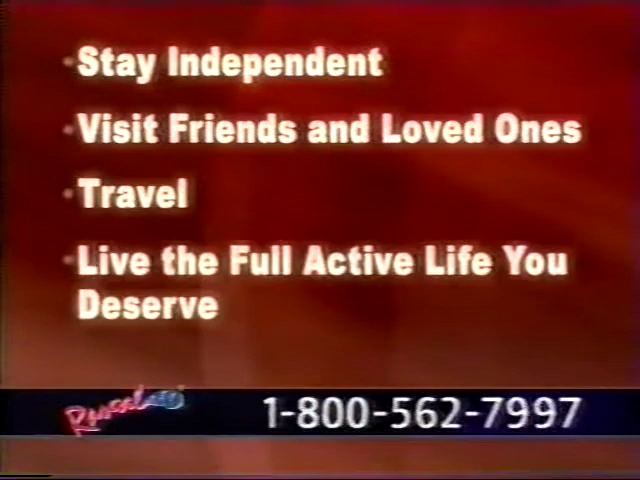 ·Stay Independent
·Visit Friends and Loved Ones
·Travel
·Live the Full Active Life You
Deserve
Rascal 1-800-562-7997